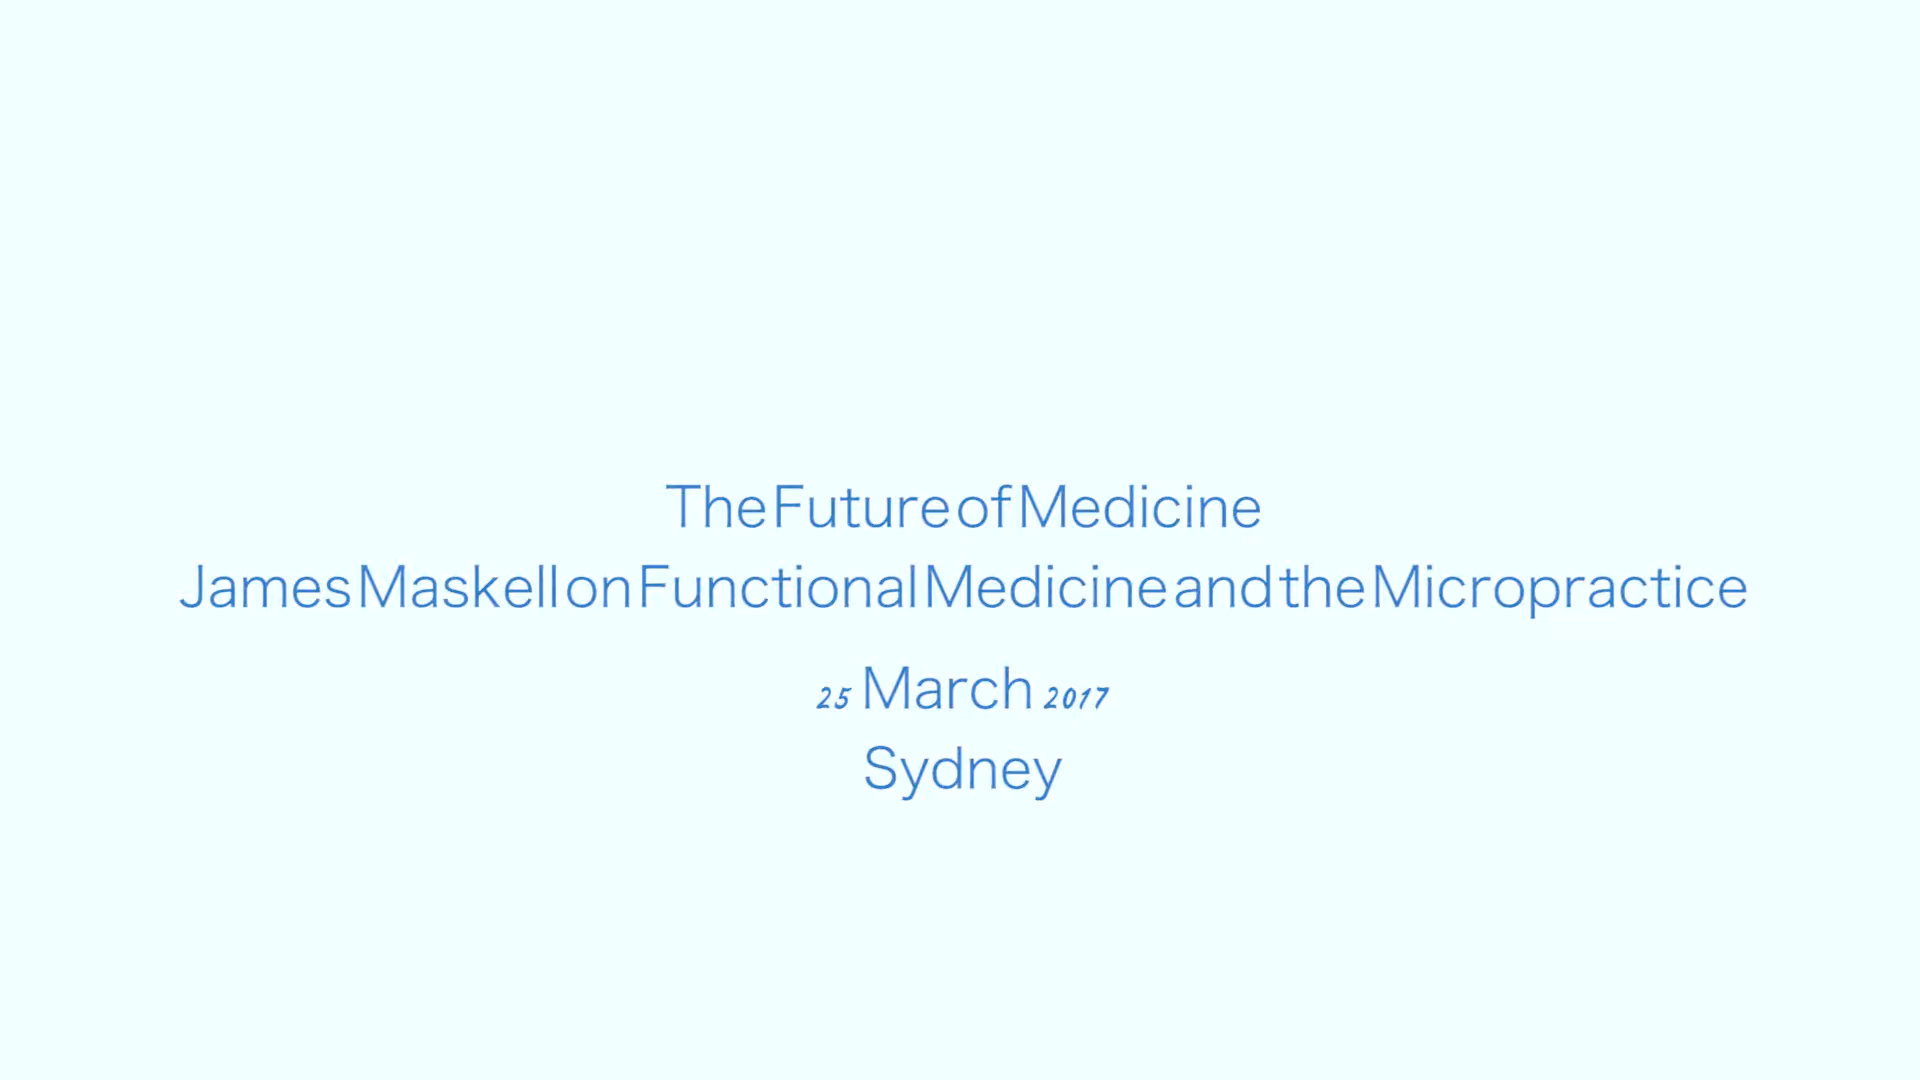 The Future of Medicine
James Maskell on Functional Medicine and the Micropractice
25 March 2017
Sydney